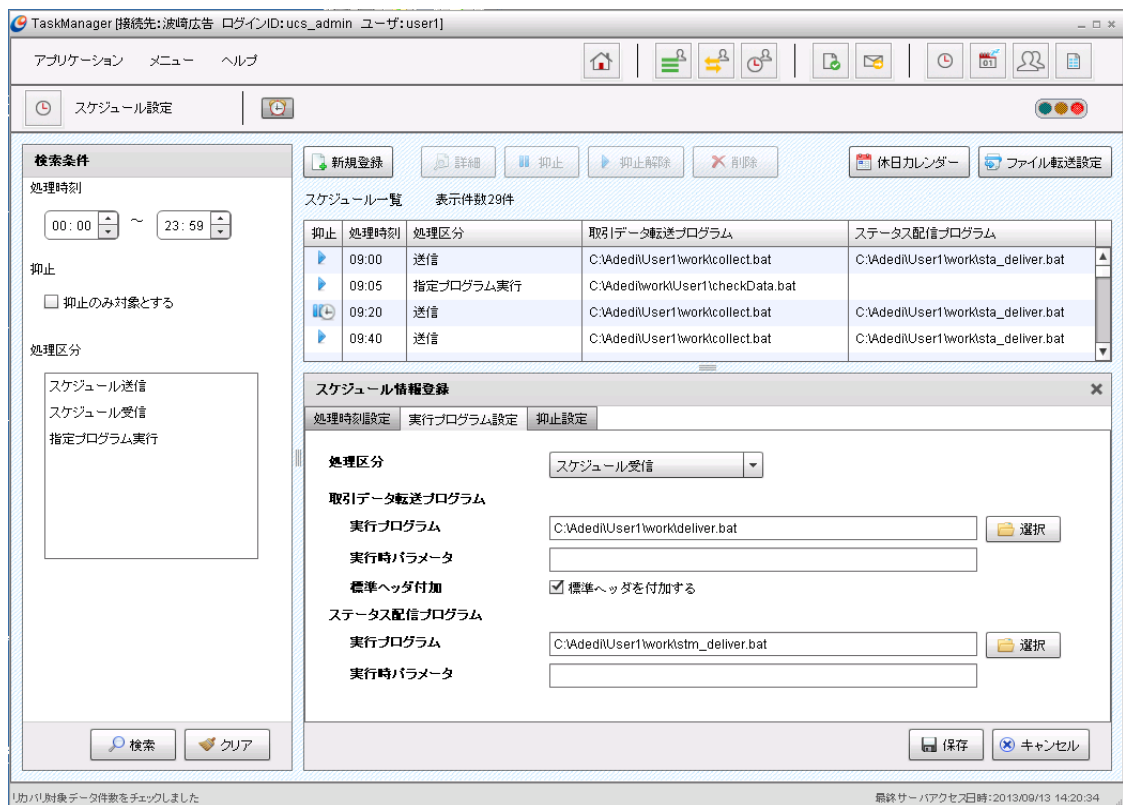 TaskManager [接続先:波崎広告 ログインID:ucs_admin ユーザ:user1]
アプリケーション メニュー ヘルプ
01
スケジュール設定
検索条件
処理時刻
00:00 ~ 23:59
抑止
抑止のみ対象とする
処理区分
スケジュール送信
スケジュール受信
指定プログラム実行
検索 クリア
新規登録 詳細 抑止 抑止解除 削除 休日カレンダー ファイル転送設定
スケジュール一覧 表示件数29件
抑止 処理時刻 処理区分 取引データ転送プログラム ステータス配信プログラム
09:00 送信 C:\Adedi\User1\work\collect.bat C:\Adedi\User1\work\sta_deliver.bat
09:05 指定プログラム実行 C:\Adedi\work\User1\checkData.bat
09:20 送信 C:\Adedi\User1\work\collect.bat C:\Adedi\User1\work\sta_deliver.bat
09:40 送信 C:\Adedi\User1\work\collect.bat C:\Adedi\User1\work\sta_deliver.bat
スケジュール情報登録
処理時刻設定 実行プログラム設定 抑止設定
処理区分 スケジュール受信
取引データ転送プログラム
実行プログラム C:\Adedi\User1\work\deliver.bat 選択
実行時パラメータ
標準ヘッダ付加 標準ヘッダを付加する
ステータス配信プログラム
実行プログラム C:\Adedi\User1\work\stm_deliver.bat 選択
実行時パラメータ
保存 キャンセル
リカバリ対象データ件数をチェックしました 最終サーバアクセス日時:2013/09/13 14:20:34